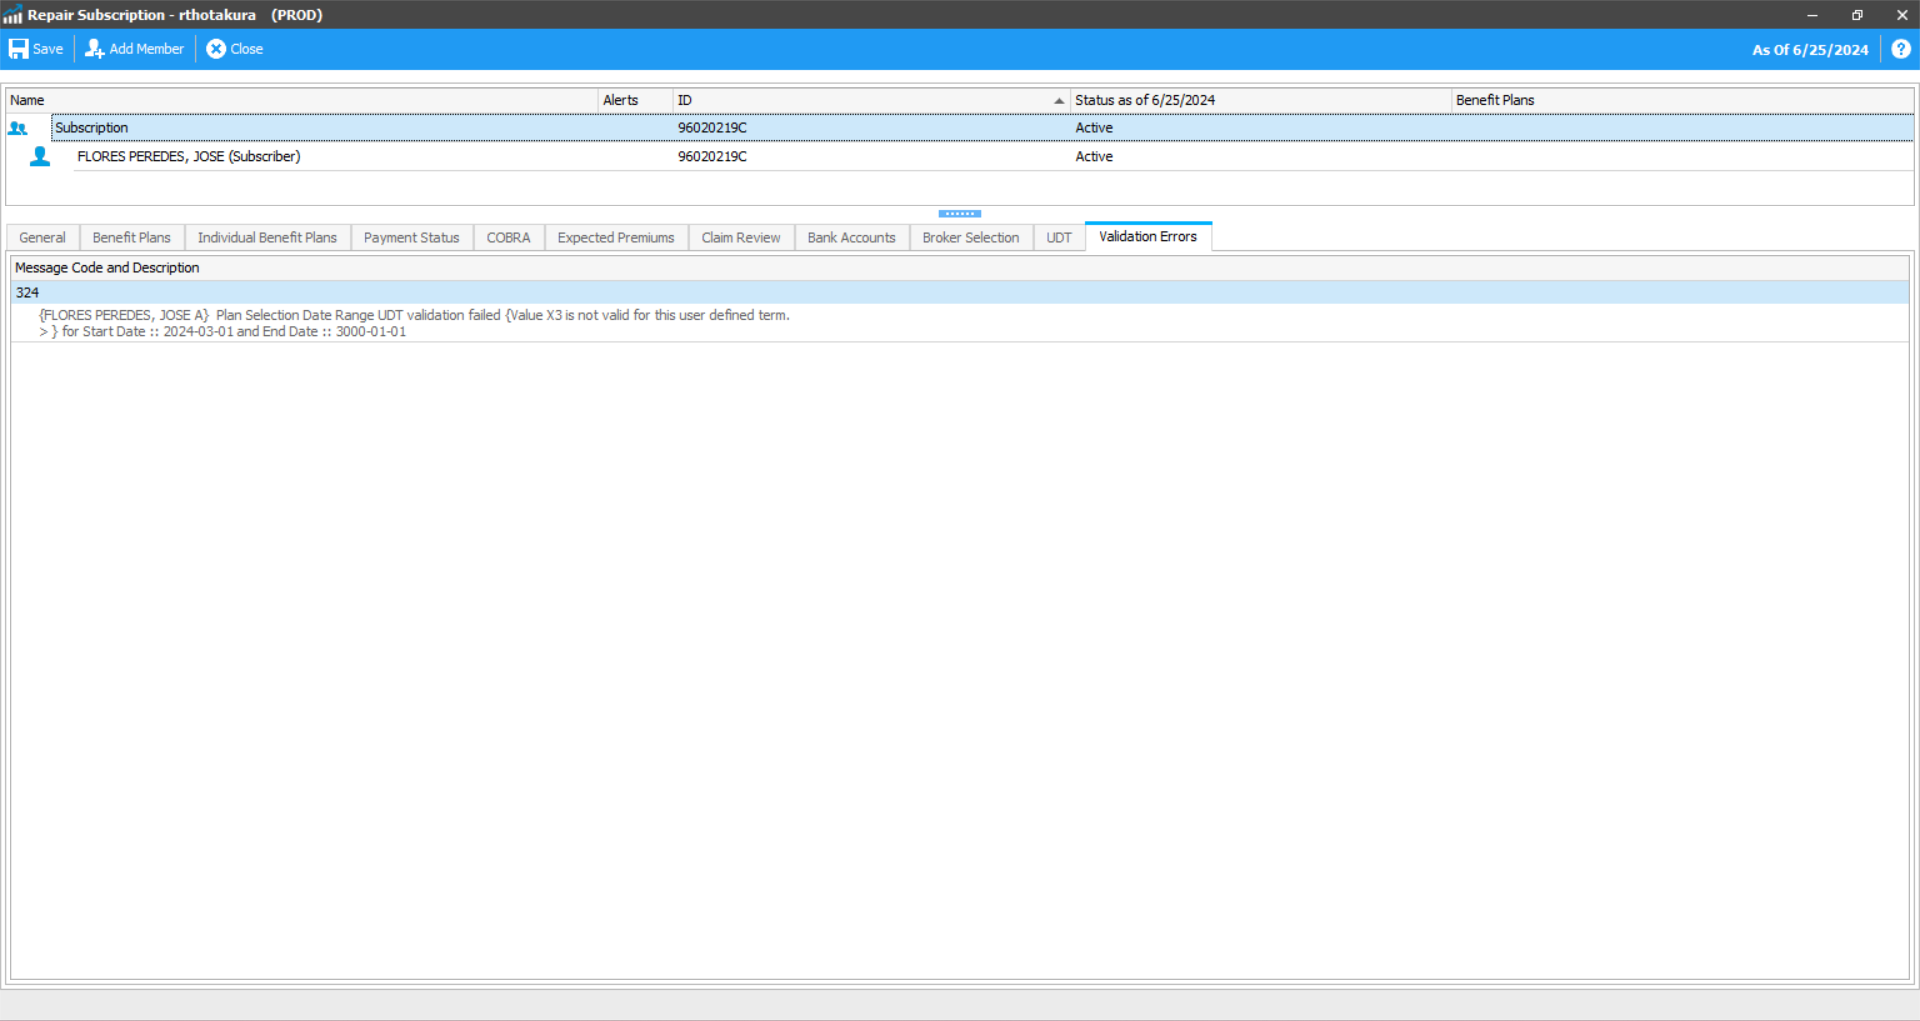 Repair Subscription - rthotakura (PROD)
Save Add Member Close As Of 6/25/2024 ?
Name Alerts ID Status as of 6/25/2024 Benefit Plans
Subscription 96020219C Active
FLORES PEREDES, JOSE (Subscriber) 96020219C Active
General Benefit Plans Individual Benefit Plans Payment Status COBRA Expected Premiums Claim Review Bank Accounts Broker Selection UDT Validation Errors
Message Code and Description
324
{FLORES PEREDES, JOSE A} Plan Selection Date Range UDT validation failed {Value X3 is not valid for this user defined term.
> } for Start Date :: 2024-03-01 and End Date :: 3000-01-01